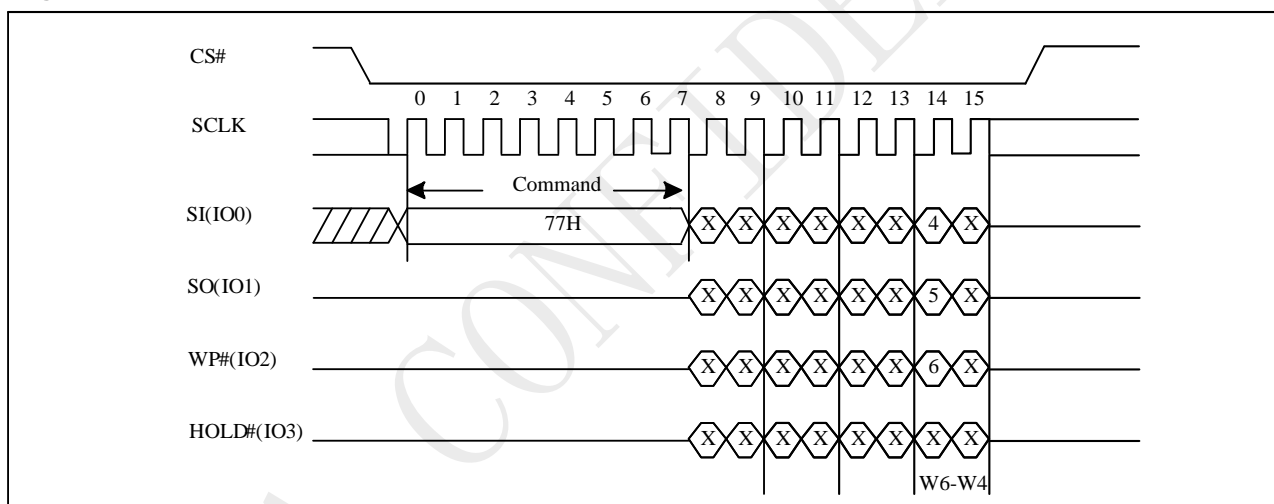 CS#
0 1 2 3 4 5 6 7 8 9 10 11 12 13 14 15
SCLK
Command
SI(IO0) 77H X X X X X X 4 X
SO(IO1) X X X X X X 5 X
WP#(IO2) X X X X X X 6 X
HOLD#(IO3) X X X X X X X X
W6-W4